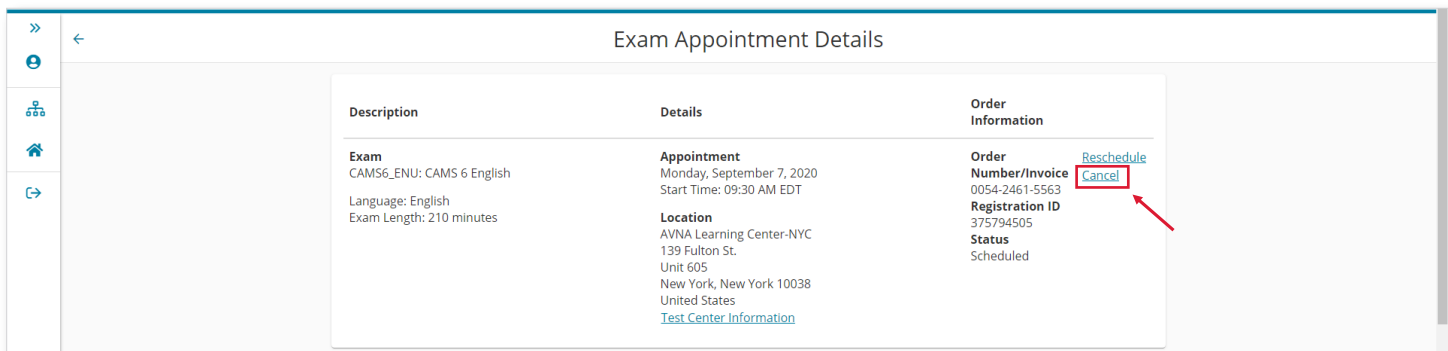 Exam Appointment Details
Description
Details
Order
Information
Exam
CAMS6_ENU: CAMS 6 English
Language: English
Exam Length: 210 minutes
Appointment
Monday, September 7, 2020
Start Time: 09:30 AM EDT
Location
AVNA Learning Center-NYC
139 Fulton St.
Unit 605
New York, New York 10038
United States
Test Center Information
Order
Number/Invoice
0054-2461-5563
Registration ID
375794505
Status
Scheduled
Reschedule
Cancel